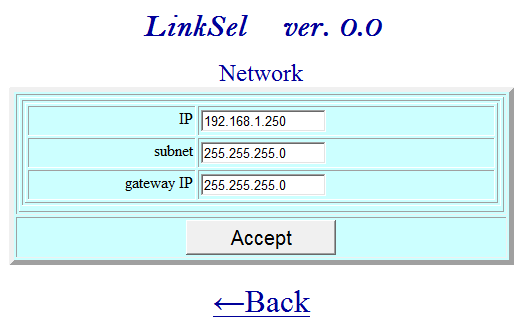 LinkSel ver. 0.0
Network
IP 192.168.1.250
subnet 255.255.255.0
gateway IP 255.255.255.0
Accept
←Back